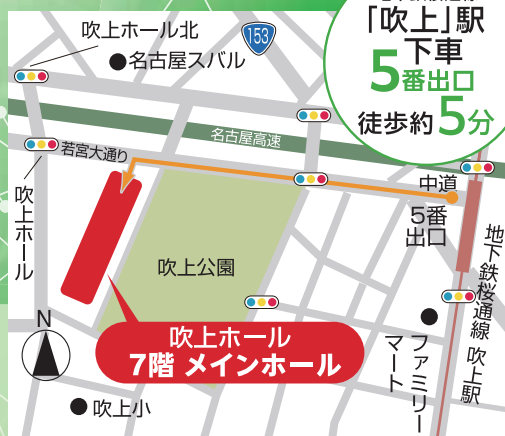 「吹上」駅
下車
5番出口
徒歩約5分
吹上ホール北
153
名古屋スバル
名古屋高速
若宮大通り
中道
5番
出口
吹上ホール
吹上公園
地下鉄桜通線 吹上駅
N
吹上ホール
7階 メインホール
ファミリー
マート
吹上小